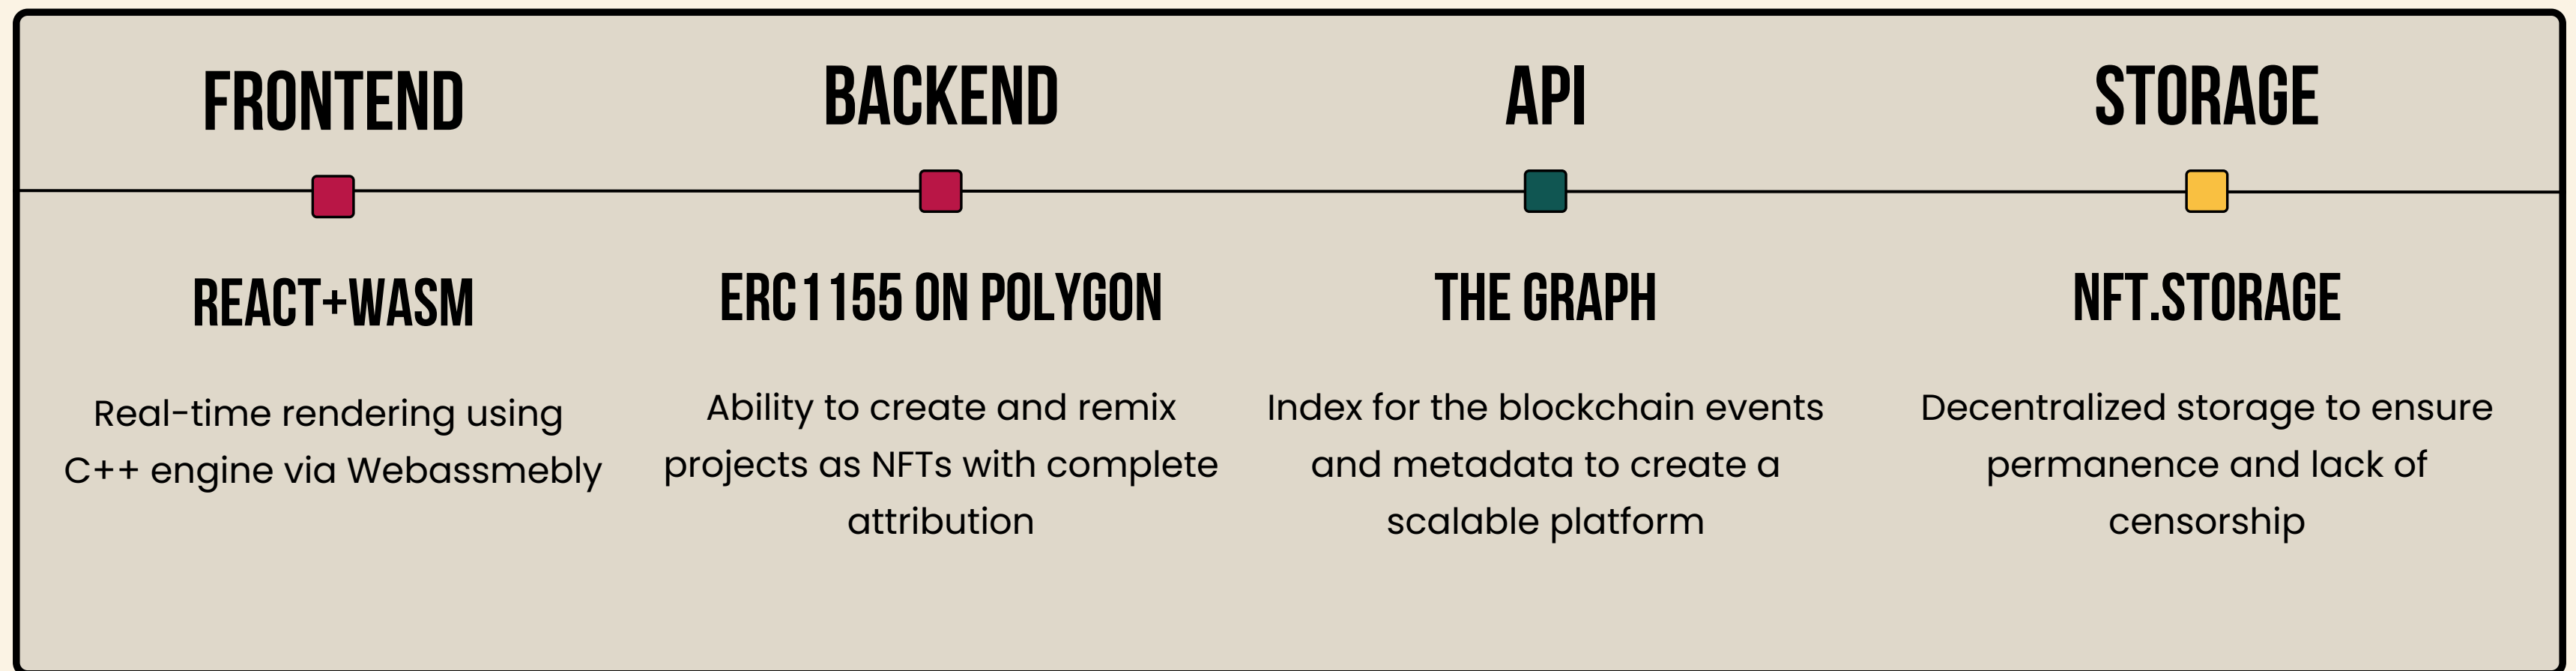 FRONTEND
REACT+WASM
Real-time rendering using
C++ engine via Webassmebly
BACKEND
ERC1155 ON POLYGON
Ability to create and remix
projects as NFTs with complete
attribution
API
THE GRAPH
Index for the blockchain events
and metadata to create a
scalable platform
STORAGE
NFT.STORAGE
Decentralized storage to ensure
permanence and lack of
censorship